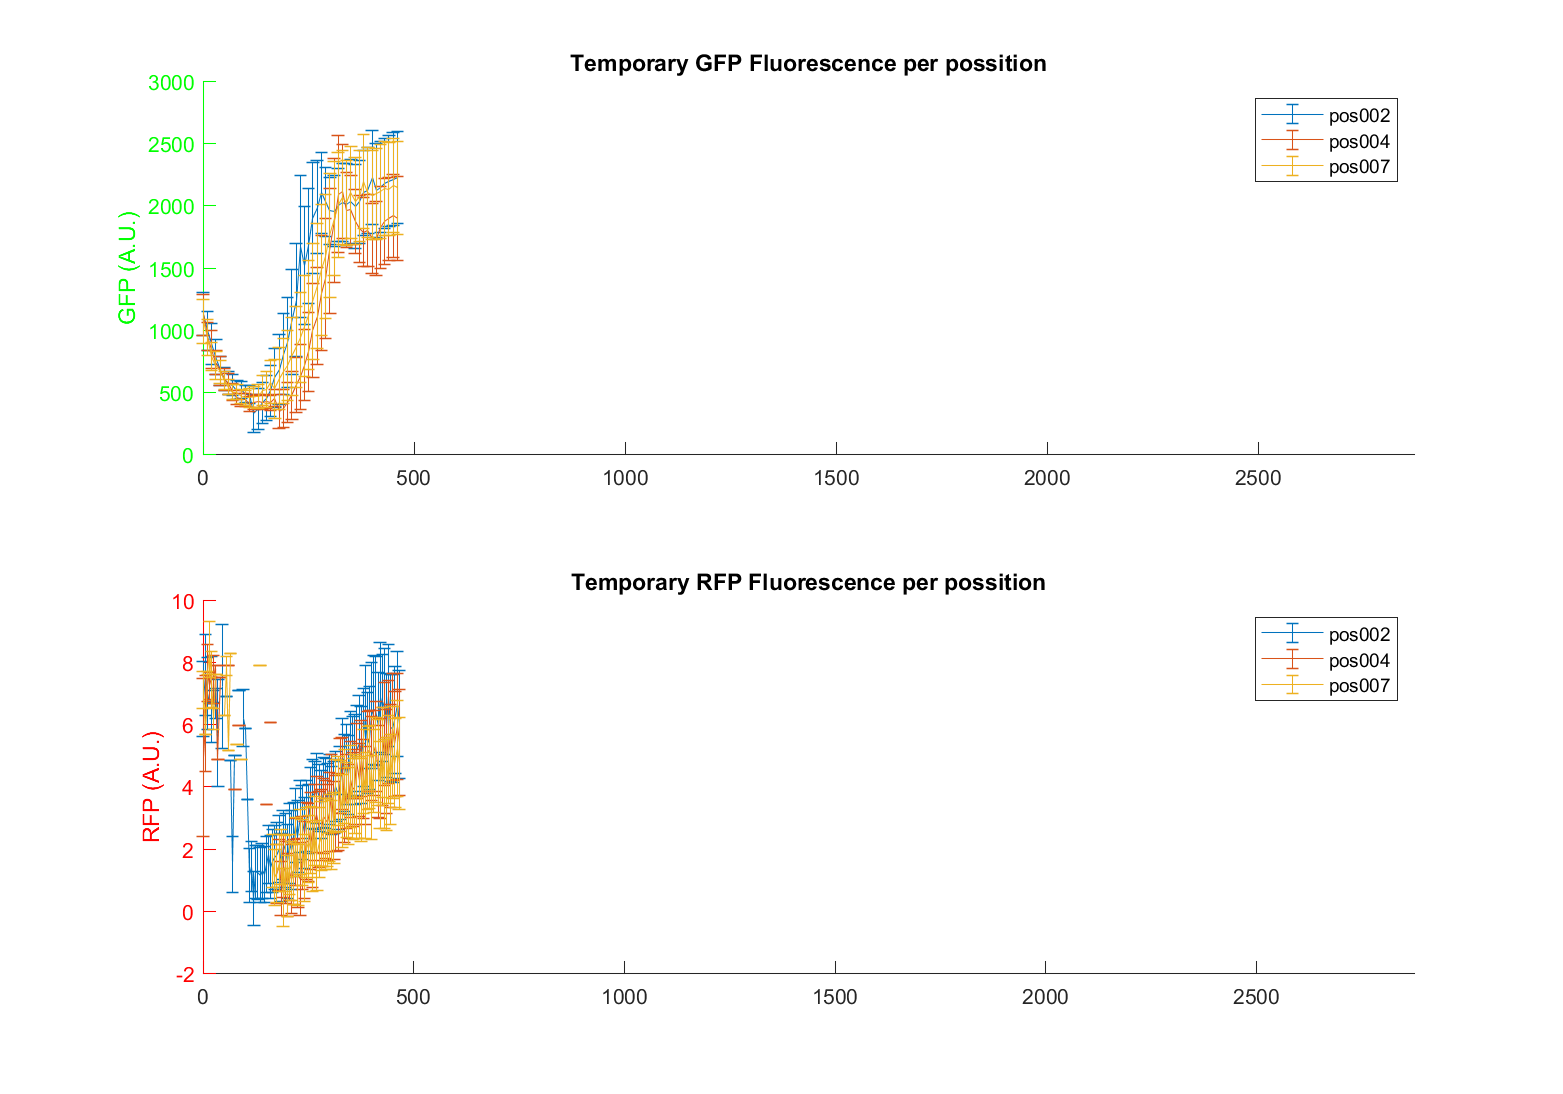 Temporary GFP Fluorescence per possition
3000
2500
2000
1500
1000
500
0
GFP (A.U.)
pos002
pos004
pos007
0 500 1000 1500 2000 2500
Temporary RFP Fluorescence per possition
10
8
6
4
2
0
-2
RFP (A.U.)
pos002
pos004
pos007
0 500 1000 1500 2000 2500